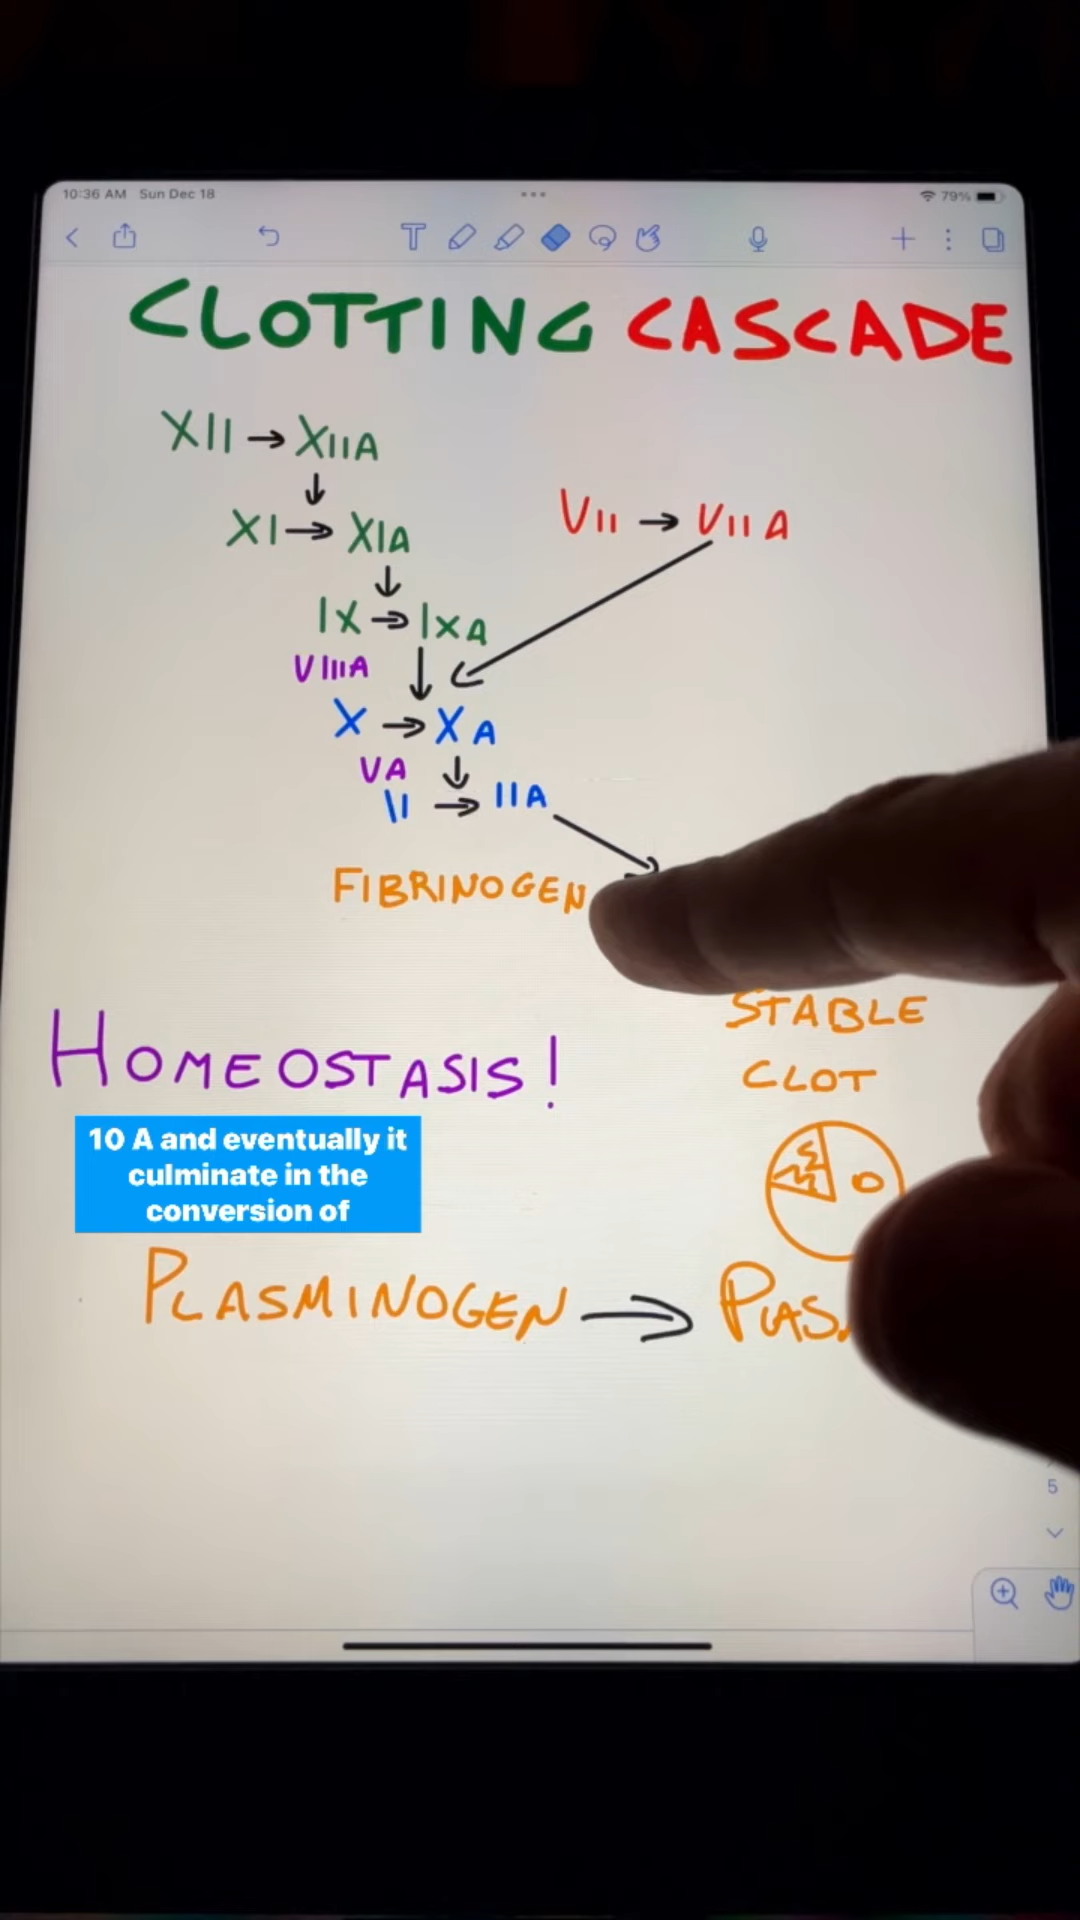 10:36 AM Sun Dec 18
79%
CLOTTING CASCADE
XII → XIIA
XI → XIA
VII → VIIA
IX → IXA
VIIIA
X → XA
VA
II → IIA
FIBRINOGEN
STABLE
CLOT
HOMEOSTASIS!
10 A and eventually it
culminate in the
conversion of
PLASMINOGEN →
5